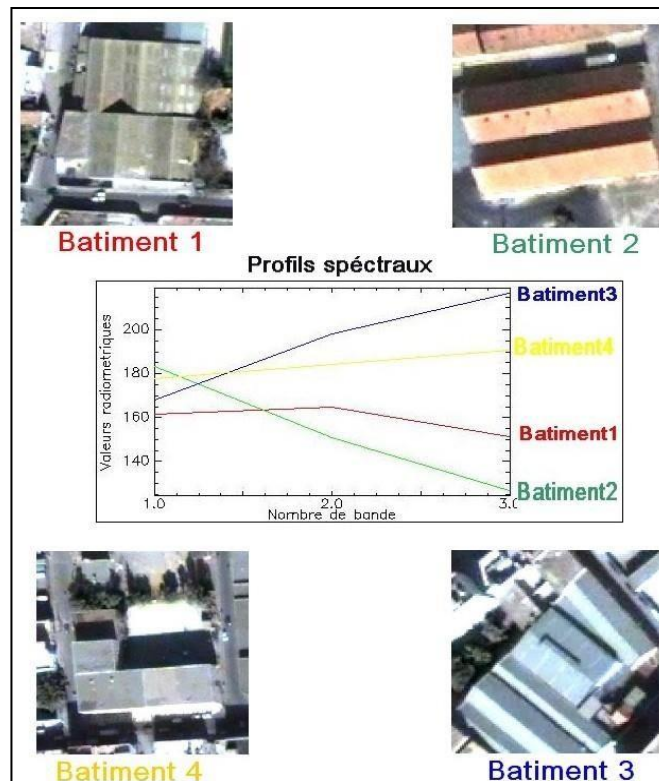 Batiment 1
Batiment 2
Profils spéctraux
Valeurs radiometriques
200
180
160
140
1.0
2.0
3.0
Nombre de bande
Batiment3
Batiment4
Batiment1
Batiment2
Batiment 4
Batiment 3